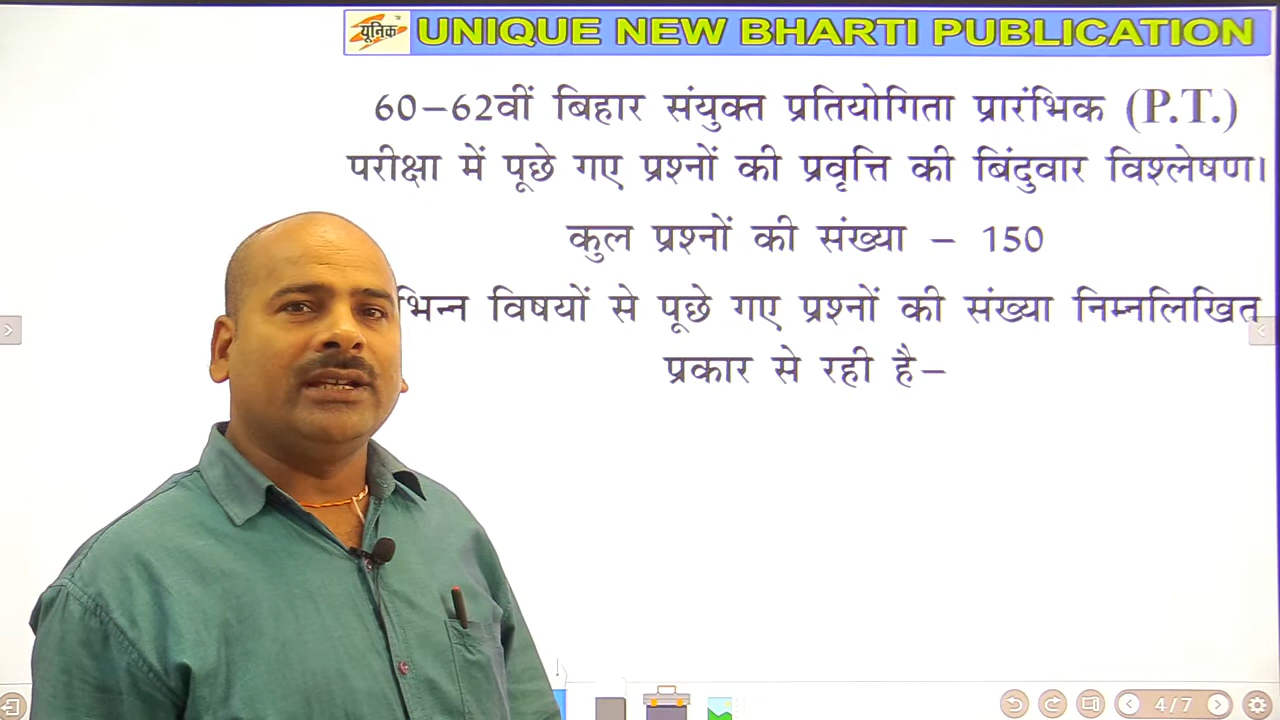 यूनिक
UNIQUE NEW BHARTI PUBLICATION
60–62वीं बिहार संयुक्त प्रतियोगिता प्रारंभिक (P.T.)
परीक्षा में पूछे गए प्रश्नों की प्रवृत्ति की बिंदुवार विश्लेषण।
कुल प्रश्नों की संख्या – 150
भिन्न विषयों से पूछे गए प्रश्नों की संख्या निम्नलिखित
प्रकार से रही है–
4/7